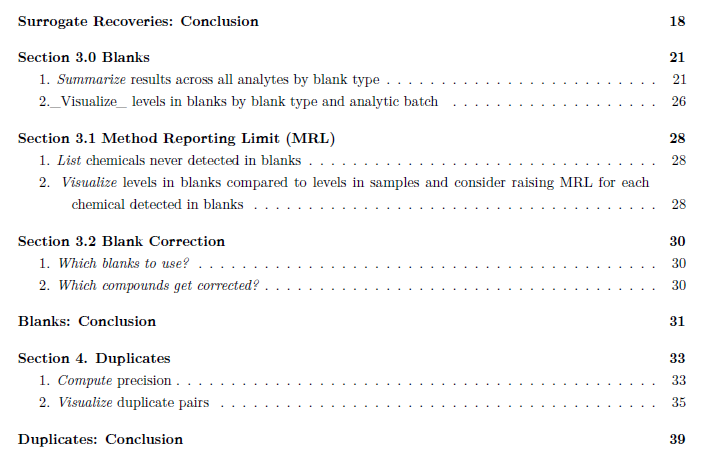 Surrogate Recoveries: Conclusion 18
Section 3.0 Blanks 21
1. Summarize results across all analytes by blank type . . . . . . . . . . . . . . . . . . . . . . . . . 21
2._Visualize_ levels in blanks by blank type and analytic batch . . . . . . . . . . . . . . . . . . . 26
Section 3.1 Method Reporting Limit (MRL) 28
1. List chemicals never detected in blanks . . . . . . . . . . . . . . . . . . . . . . . . . . . . . . . . 28
2. Visualize levels in blanks compared to levels in samples and consider raising MRL for each
chemical detected in blanks . . . . . . . . . . . . . . . . . . . . . . . . . . . . . . . . . . . . . 28
Section 3.2 Blank Correction 30
1. Which blanks to use? . . . . . . . . . . . . . . . . . . . . . . . . . . . . . . . . . . . . . . . . . . 30
2. Which compounds get corrected? . . . . . . . . . . . . . . . . . . . . . . . . . . . . . . . . . . . . 30
Blanks: Conclusion 31
Section 4. Duplicates 33
1. Compute precision . . . . . . . . . . . . . . . . . . . . . . . . . . . . . . . . . . . . . . . . . . . . 33
2. Visualize duplicate pairs . . . . . . . . . . . . . . . . . . . . . . . . . . . . . . . . . . . . . . . . 35
Duplicates: Conclusion 39